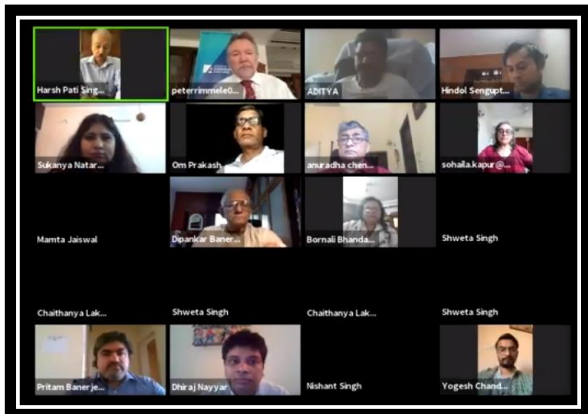 Harsh Pati Sing...
peterrimmele0...
ADITYA
Hindol Sengupt...
Sukanya Natar...
Om Prakash
anuradha chen...
sohaila.kapur@...
Mamta Jaiswal
Dipankar Baner...
Bornali Bhanda...
Shweta Singh
Chaithanya Lak...
Shweta Singh
Chaithanya Lak...
Shweta Singh
Pritam Banerje...
Dhiraj Nayyar
Nishant Singh
Yogesh Chand...